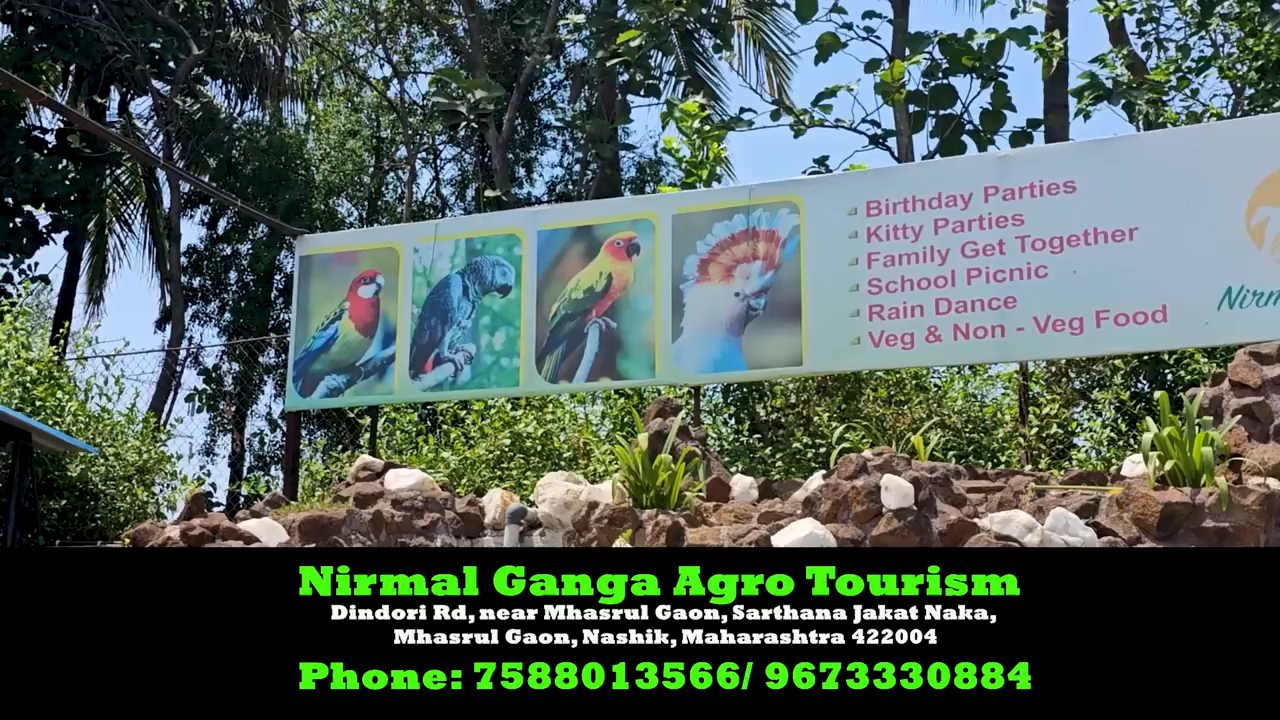 Birthday Parties
Kitty Parties
Family Get Together
School Picnic
Rain Dance
Veg & Non - Veg Food
Nirmal Ganga Agro Tourism
Dindori Rd, near Mhasrul Gaon, Sarthana Jakat Naka,
Mhasrul Gaon, Nashik, Maharashtra 422004
Phone: 7588013566/ 9673330884